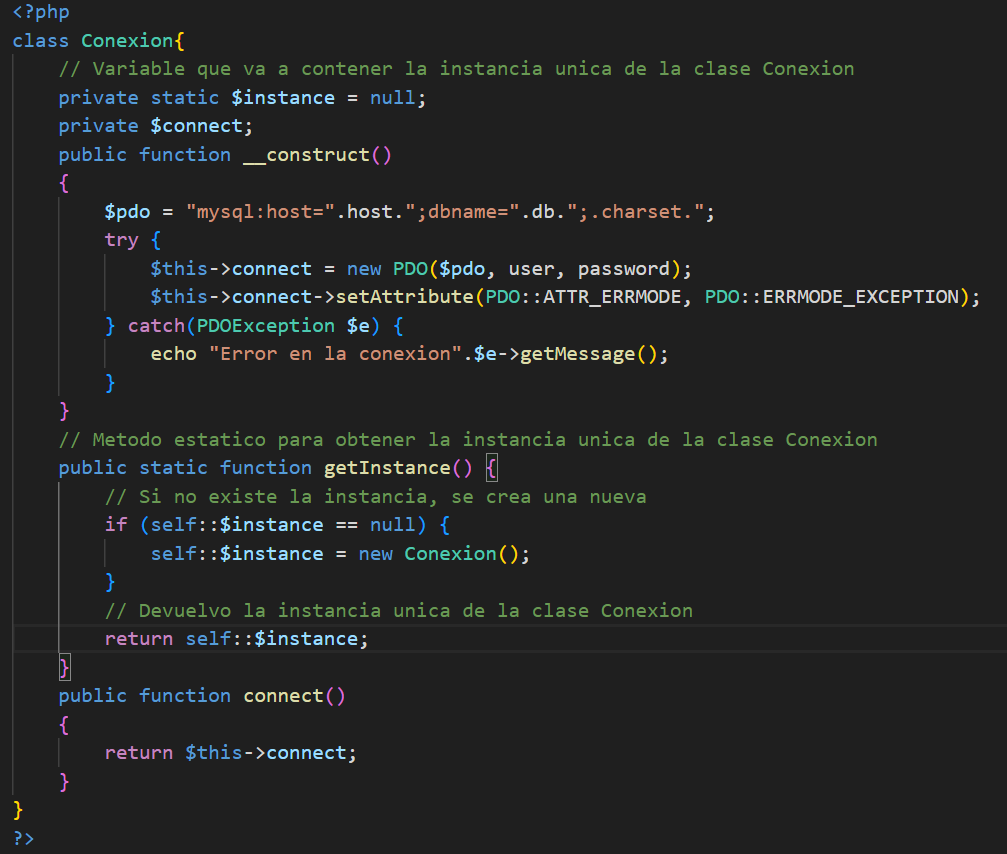 <?php
class Conexion{
    // Variable que va a contener la instancia unica de la clase Conexion
    private static $instance = null;
    private $connect;
    public function __construct()
    {
        $pdo = "mysql:host=".host.";dbname=".db.";.charset.";
        try {
            $this->connect = new PDO($pdo, user, password);
            $this->connect->setAttribute(PDO::ATTR_ERRMODE, PDO::ERRMODE_EXCEPTION);
        } catch(PDOException $e) {
            echo "Error en la conexion".$e->getMessage();
        }
    }
    // Metodo estatico para obtener la instancia unica de la clase Conexion
    public static function getInstance() {
        // Si no existe la instancia, se crea una nueva
        if (self::$instance == null) {
            self::$instance = new Conexion();
        }
        // Devuelvo la instancia unica de la clase Conexion
        return self::$instance;
    }
    public function connect()
    {
        return $this->connect;
    }
}
?>